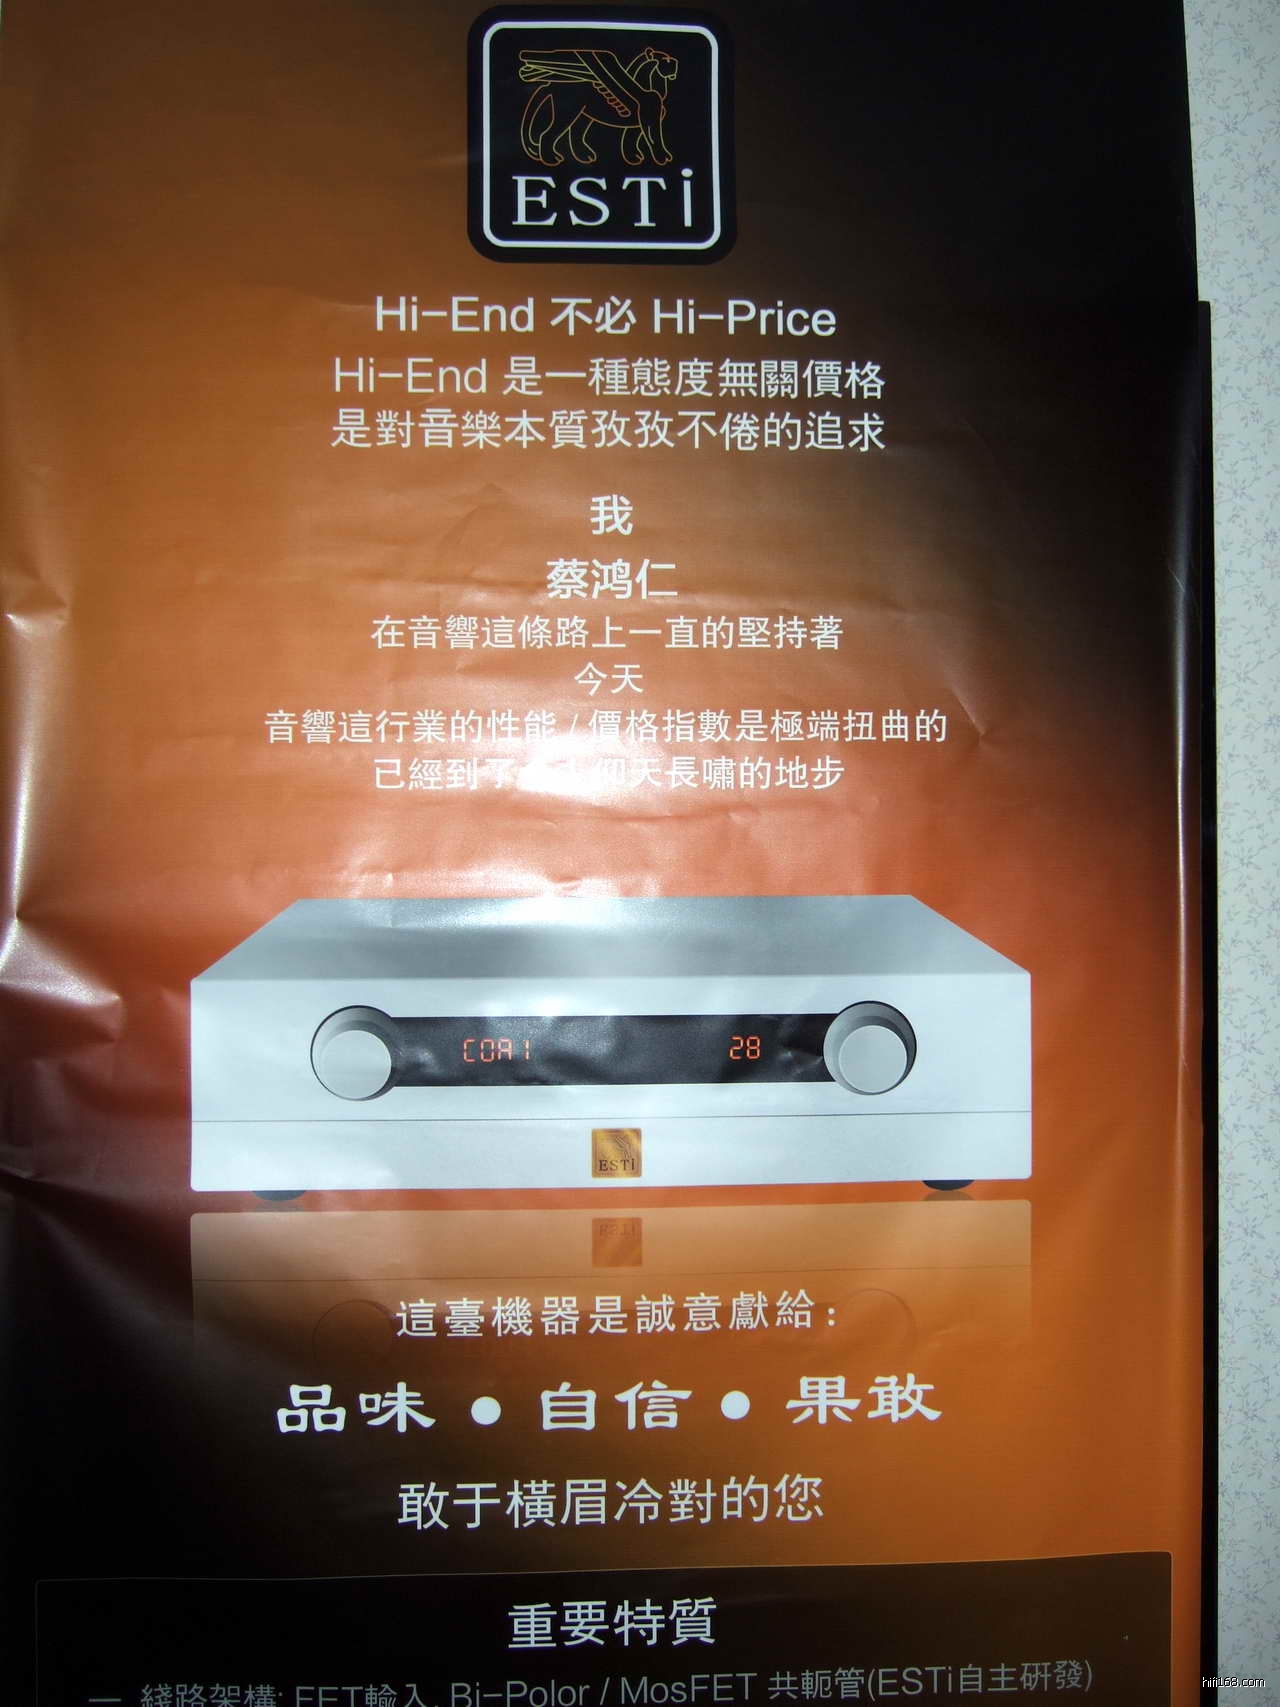 ESTi
Hi-End 不必 Hi-Price
Hi-End 是一種態度無關價格
是對音樂本質孜孜不倦的追求
我
蔡鸿仁
在音響這條路上一直的堅持著
今天
音響這行業的性能 / 價格指數是極端扭曲的
已經到了 仰天長嘯的地步
COA1 28
ESTi
這臺機器是誠意獻給:
品味 ● 自信 ● 果敢
敢于橫眉冷對的您
重要特質
一 綫路架構: FET輸入, Bi-Polor / MosFET 共軛管(ESTi自主研發)
hifi168.com